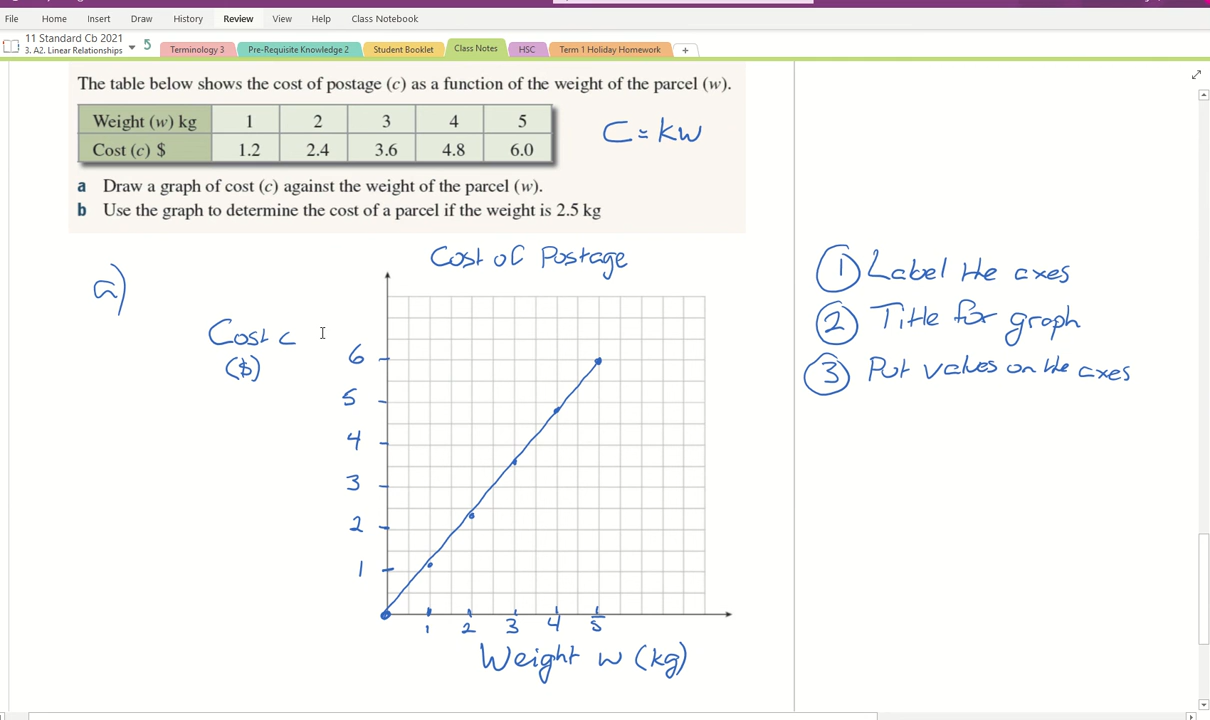 File Home Insert Draw History Review View Help Class Notebook
11 Standard Cb 2021
3. A2. Linear Relationships
5
Terminology 3 Pre-Requisite Knowledge 2 Student Booklet Class Notes HSC Term 1 Holiday Homework +
The table below shows the cost of postage (c) as a function of the weight of the parcel (w).
Weight (w) kg 1 2 3 4 5
Cost (c) $ 1.2 2.4 3.6 4.8 6.0
C = kw
a Draw a graph of cost (c) against the weight of the parcel (w).
b Use the graph to determine the cost of a parcel if the weight is 2.5 kg
a)
Cost of Postage
Cost c
($)
6
5
4
3
2
1
1 2 3 4 5
Weight w (kg)
1 Label the axes
2 Title for graph
3 Put values on the axes